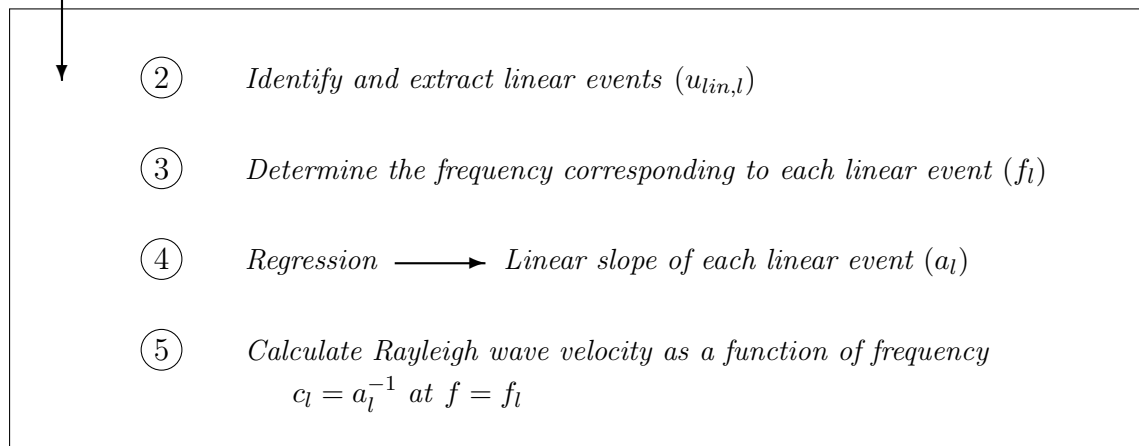 ② Identify and extract linear events (u_{lin,l})
③ Determine the frequency corresponding to each linear event (f_l)
④ Regression ⟶ Linear slope of each linear event (a_l)
⑤ Calculate Rayleigh wave velocity as a function of frequency
c_l = a_l^{-1} at f = f_l